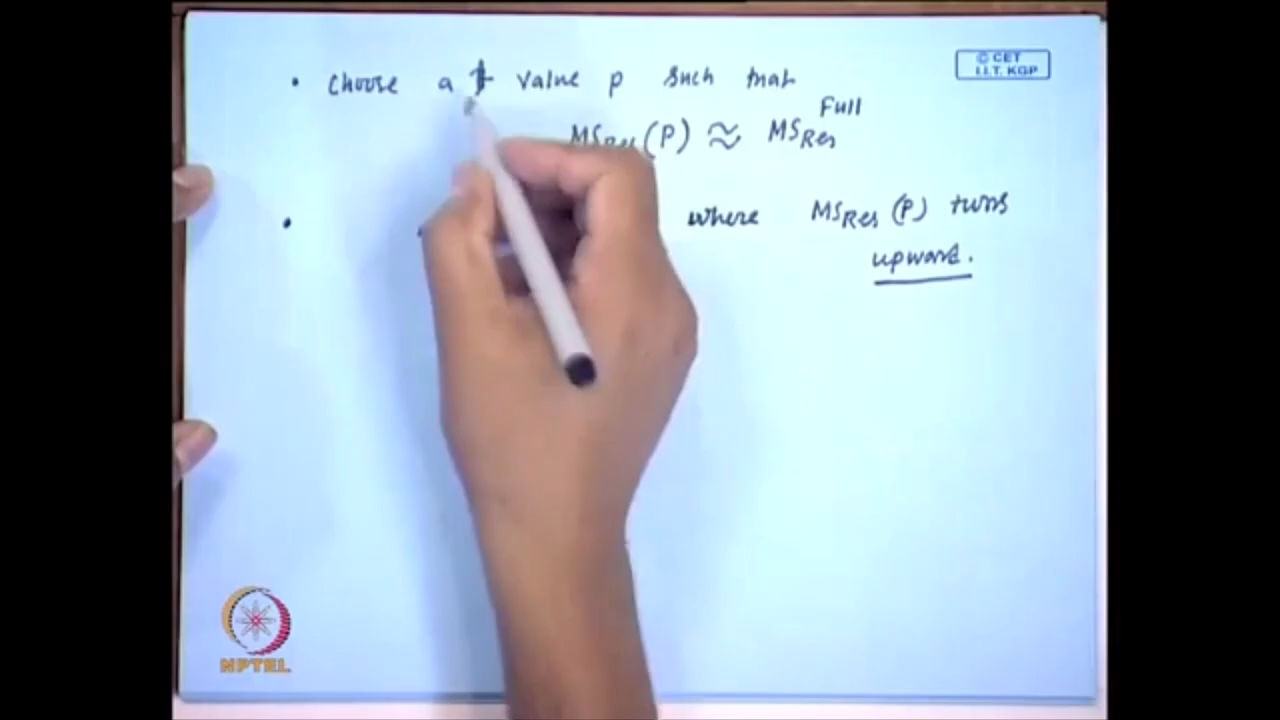 • Choose a value p such that
© CET
I.I.T. KGP
MSRes(P) ≈ MSRes Full
• where MSRes (P) turns
upward.
NPTEL